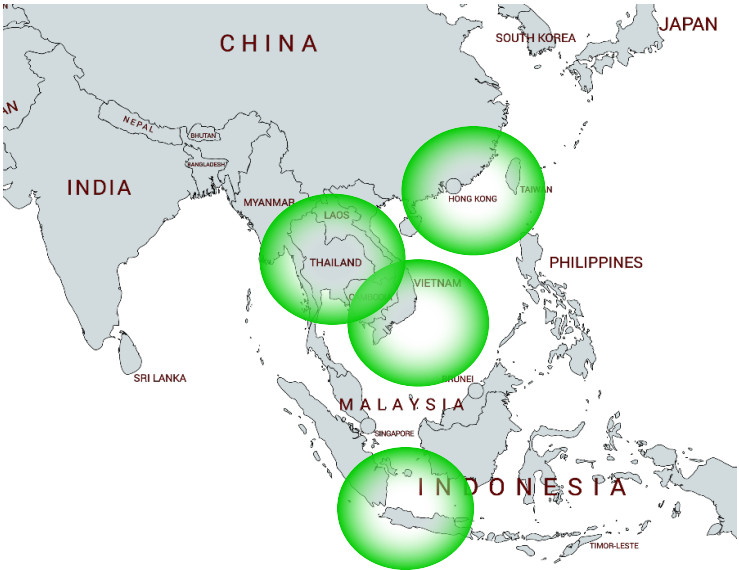 JAPAN
SOUTH KOREA
CHINA
AN
NEPAL
BHUTAN
BANGLADESH
INDIA
MYANMAR
TAIWAN
HONG KONG
LAOS
THAILAND
PHILIPPINES
VIETNAM
SRI LANKA
BRUNEI
MALAYSIA
SINGAPORE
INDONESIA
TIMOR-LESTE